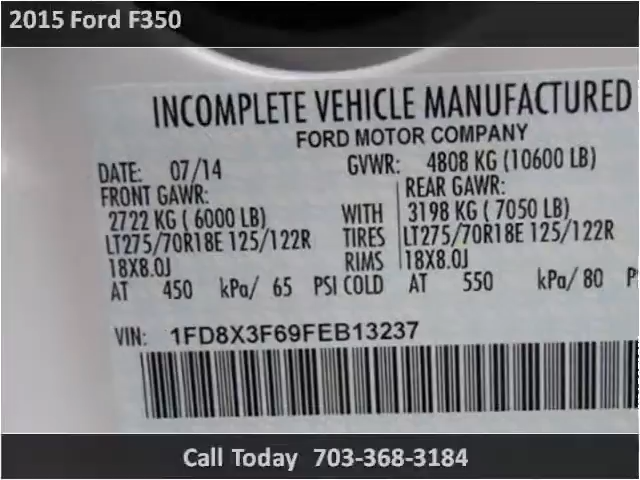 2015 Ford F350
INCOMPLETE VEHICLE MANUFACTURED
FORD MOTOR COMPANY
DATE: 07/14 GVWR: 4808 KG (10600 LB)
FRONT GAWR: REAR GAWR:
2722 KG ( 6000 LB) WITH 3198 KG ( 7050 LB)
LT275/70R18E 125/122R TIRES LT275/70R18E 125/122R
18X8.0J RIMS 18X8.0J
AT 450 kPa/ 65 PSI COLD AT 550 kPa/ 80 P
VIN: 1FD8X3F69FEB13237
Call Today 703-368-3184